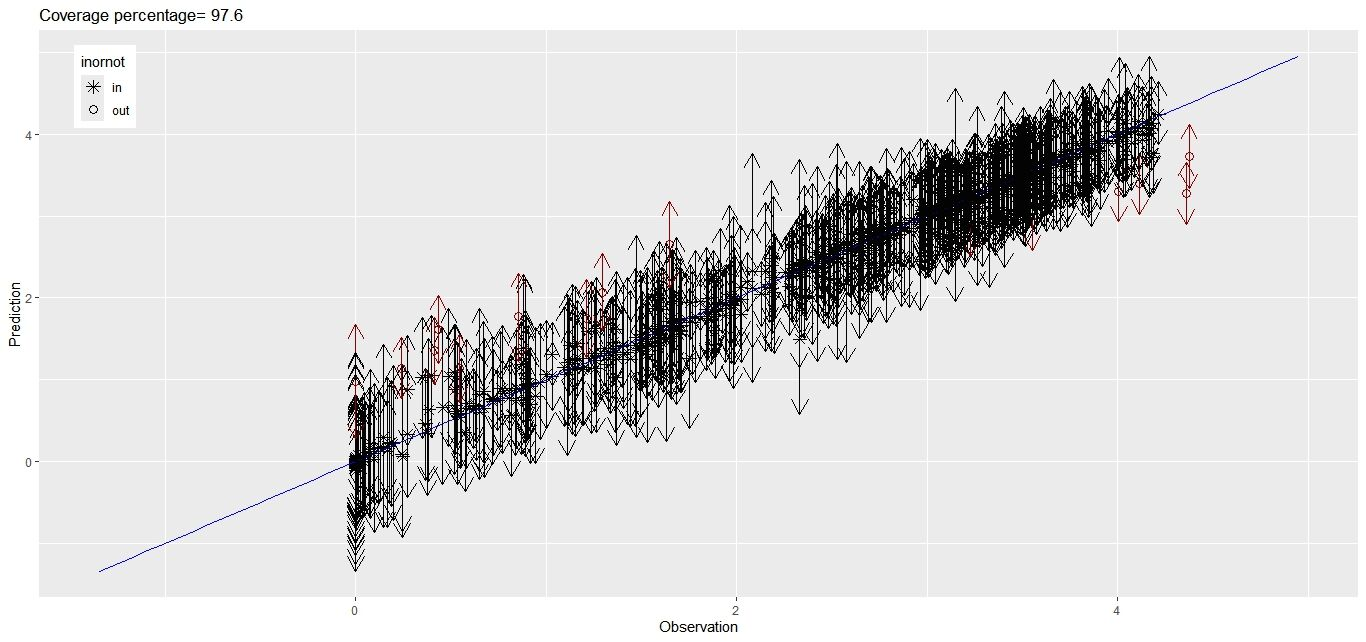 Coverage percentage= 97.6
inornot
in
out
4
2
0
Prediction
0
2
4
Observation